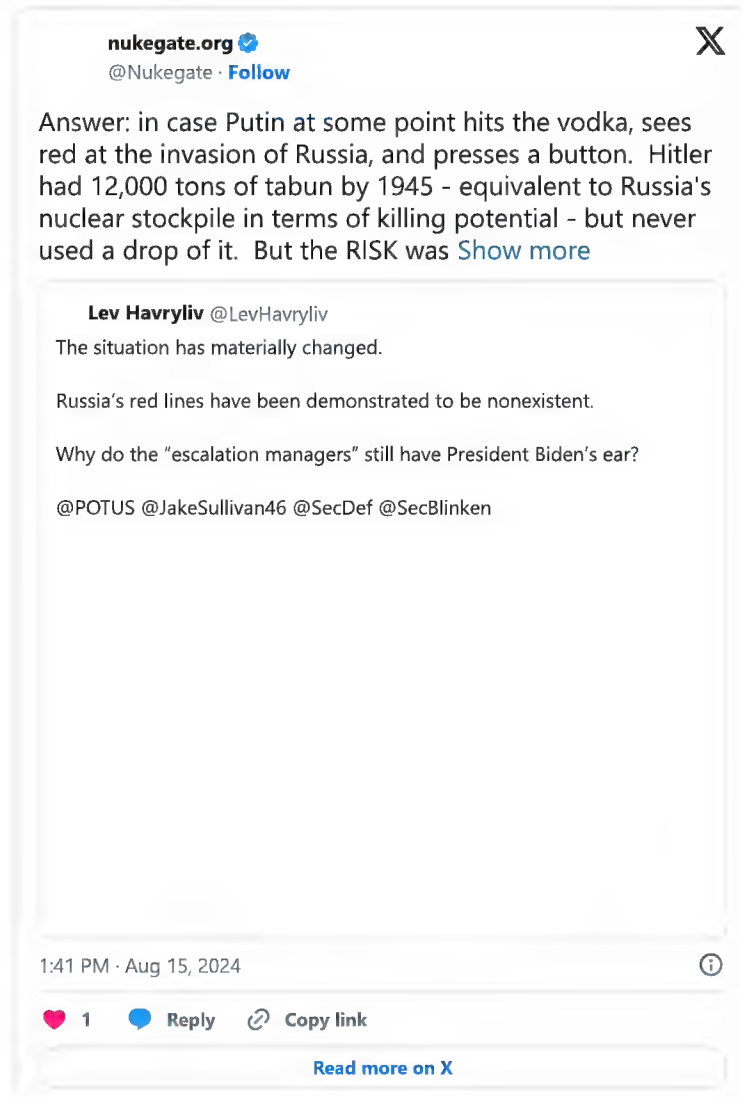 nukegate.org
@Nukegate · Follow
Answer: in case Putin at some point hits the vodka, sees
red at the invasion of Russia, and presses a button.  Hitler
had 12,000 tons of tabun by 1945 - equivalent to Russia's
nuclear stockpile in terms of killing potential - but never
used a drop of it.  But the RISK was Show more
Lev Havryliv @LevHavryliv
The situation has materially changed.
Russia’s red lines have been demonstrated to be nonexistent.
Why do the “escalation managers” still have President Biden’s ear?
@POTUS @JakeSullivan46 @SecDef @SecBlinken
1:41 PM · Aug 15, 2024
1 Reply Copy link
Read more on X